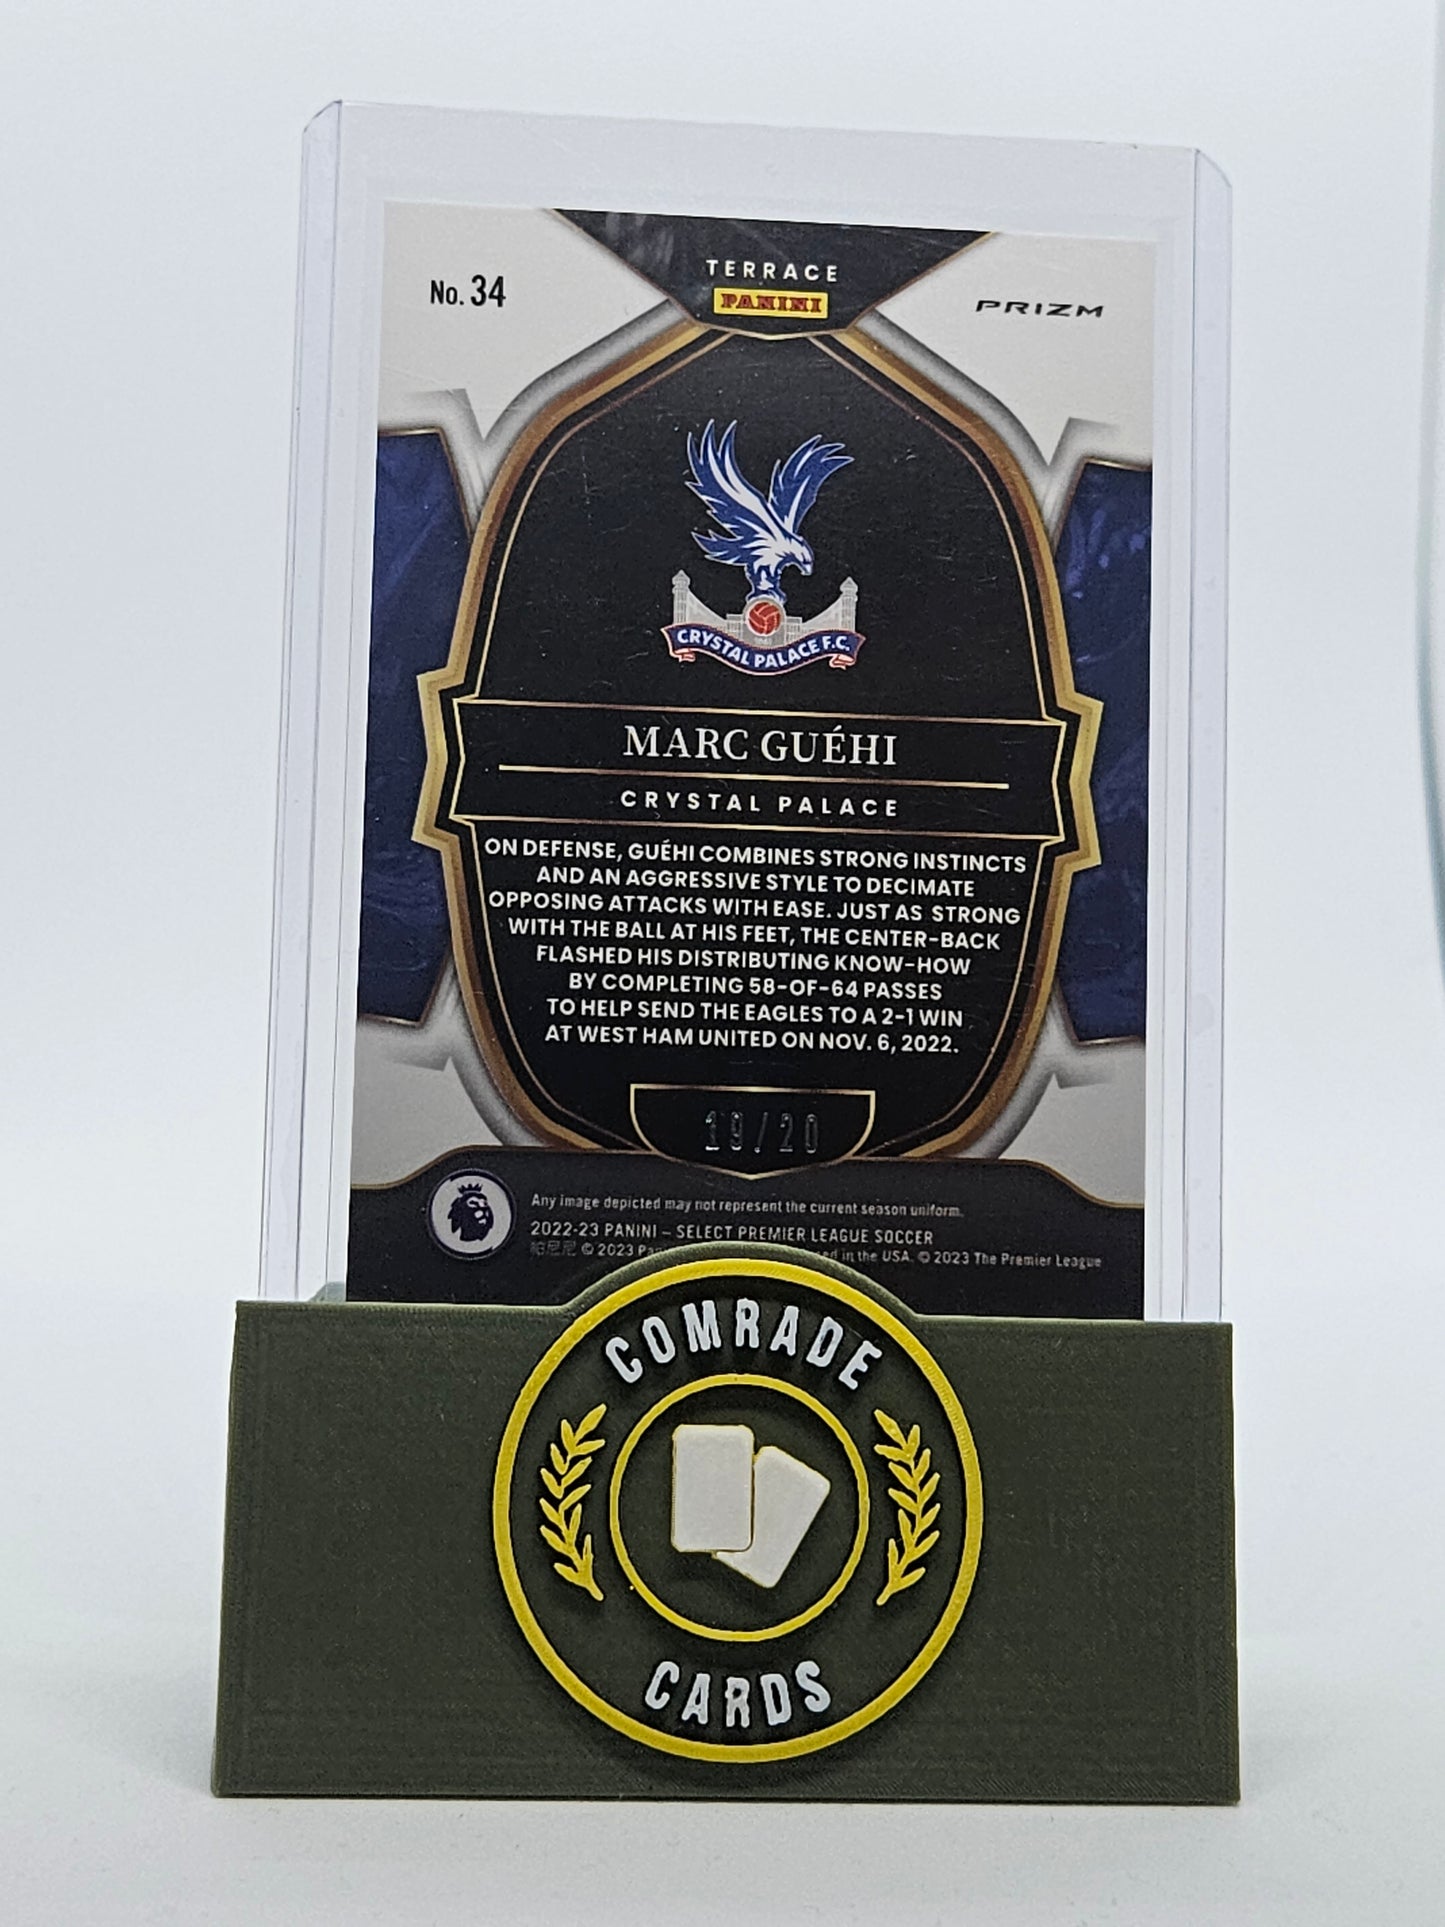 TERRACE
No. 34
PANINI
PRIZM
CRYSTAL PALACE F.C.
MARC GUÉHI
CRYSTAL PALACE
ON DEFENSE, GUÉHI COMBINES STRONG INSTINCTS
AND AN AGGRESSIVE STYLE TO DECIMATE
OPPOSING ATTACKS WITH EASE. JUST AS STRONG
WITH THE BALL AT HIS FEET, THE CENTER-BACK
FLASHED HIS DISTRIBUTING KNOW-HOW
BY COMPLETING 58-OF-64 PASSES
TO HELP SEND THE EAGLES TO A 2-1 WIN
AT WEST HAM UNITED ON NOV. 6, 2022.
19/20
Any image depicted may not represent the current season uniform.
2022-23 PANINI – SELECT PREMIER LEAGUE SOCCER
帕尼尼 © 2023 in the USA. © 2023 The Premier League
COMRADE
CARDS